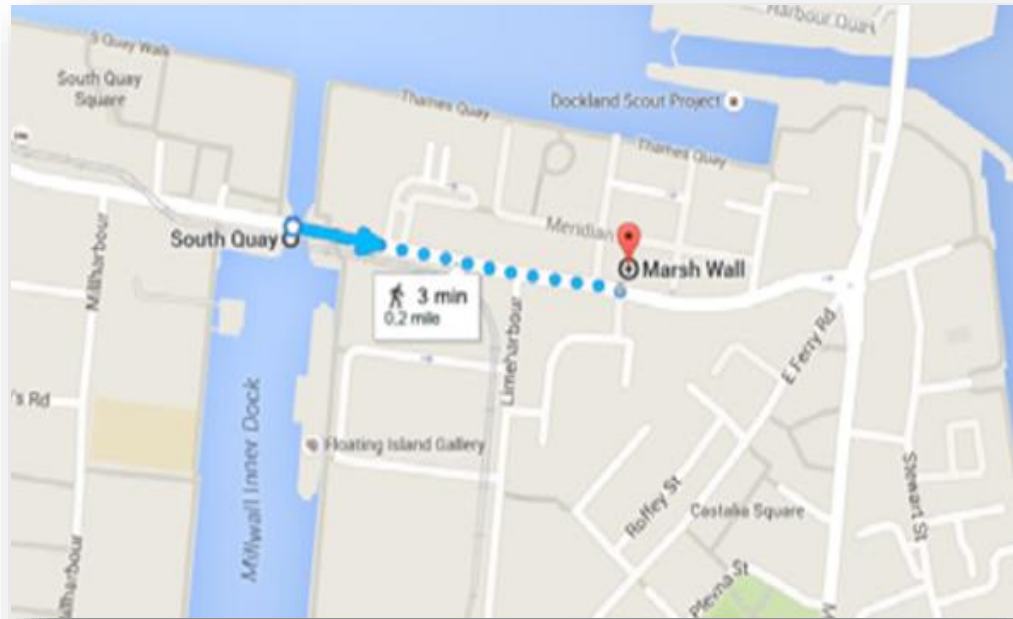 Harbour Quart
S Quay Walk
South Quay
Square
Thames Quay
Dockland Scout Project
Thames Quay
Meridian
South Quay
Marsh Wall
Millharbour
3 min
0,2 mile
Limeharbour
E Ferry Rd
's Rd
Millwall Inner Dock
Floating Island Gallery
Roffey St
Castalia Square
Stewart St
Plevna St
illharbour
M